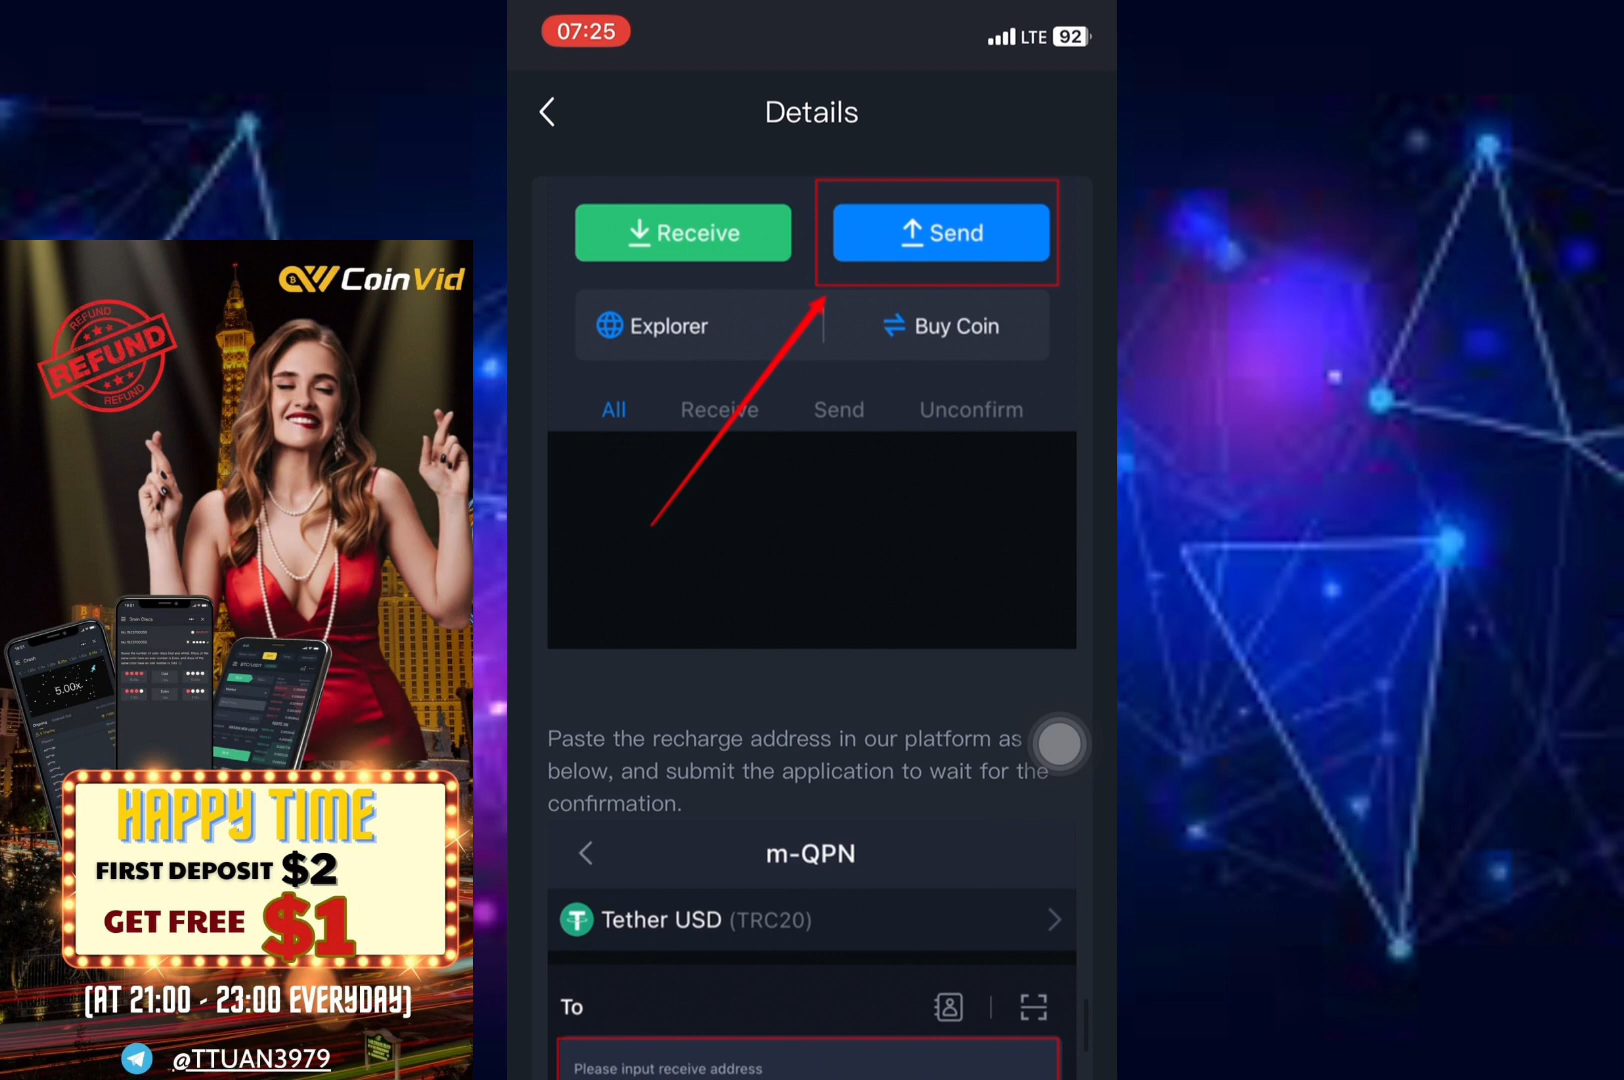 CoinVid
REFUND
REFUND
REFUND
5.00x
HAPPY TIME
FIRST DEPOSIT $2
GET FREE $1
(AT 21:00 - 23:00 EVERYDAY)
@TTUAN3979
07:25
LTE 92
Details
Receive
Send
Explorer
Buy Coin
All
Receive
Send
Unconfirm
Paste the recharge address in our platform as
below, and submit the application to wait for the
confirmation.
m-QPN
Tether USD (TRC20)
To
Please input receive address